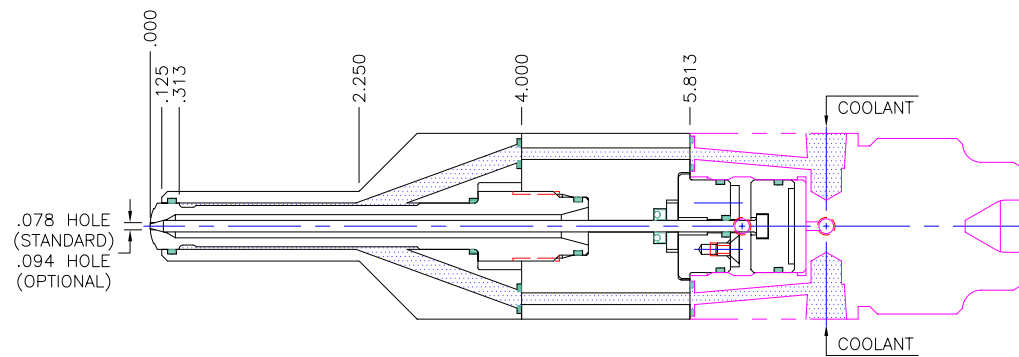 .000
.125
.313
2.250
4.000
5.813
COOLANT
.078 HOLE
(STANDARD)
.094 HOLE
(OPTIONAL)
COOLANT